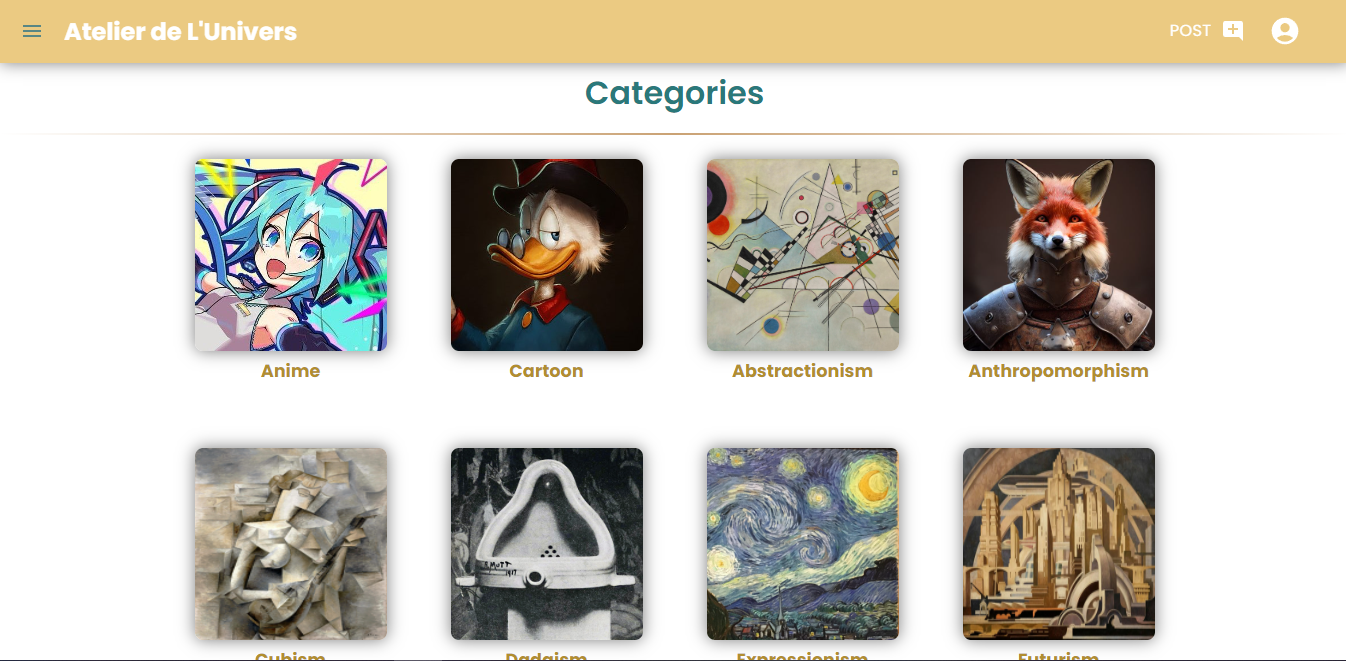 Atelier de L'Univers
POST
Categories
Anime
Cartoon
Abstractionism
Anthropomorphism
R.MUTT
1917
Cubism
Dadaism
Expressionism
Futurism